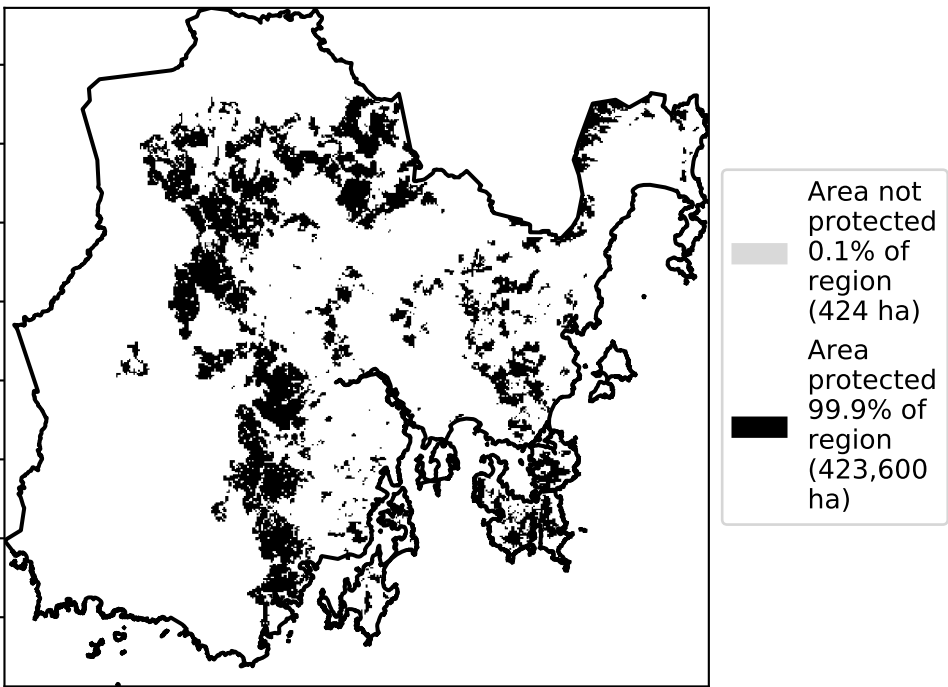 Area not
protected
0.1% of
region
(424 ha)
Area
protected
99.9% of
region
(423,600
ha)